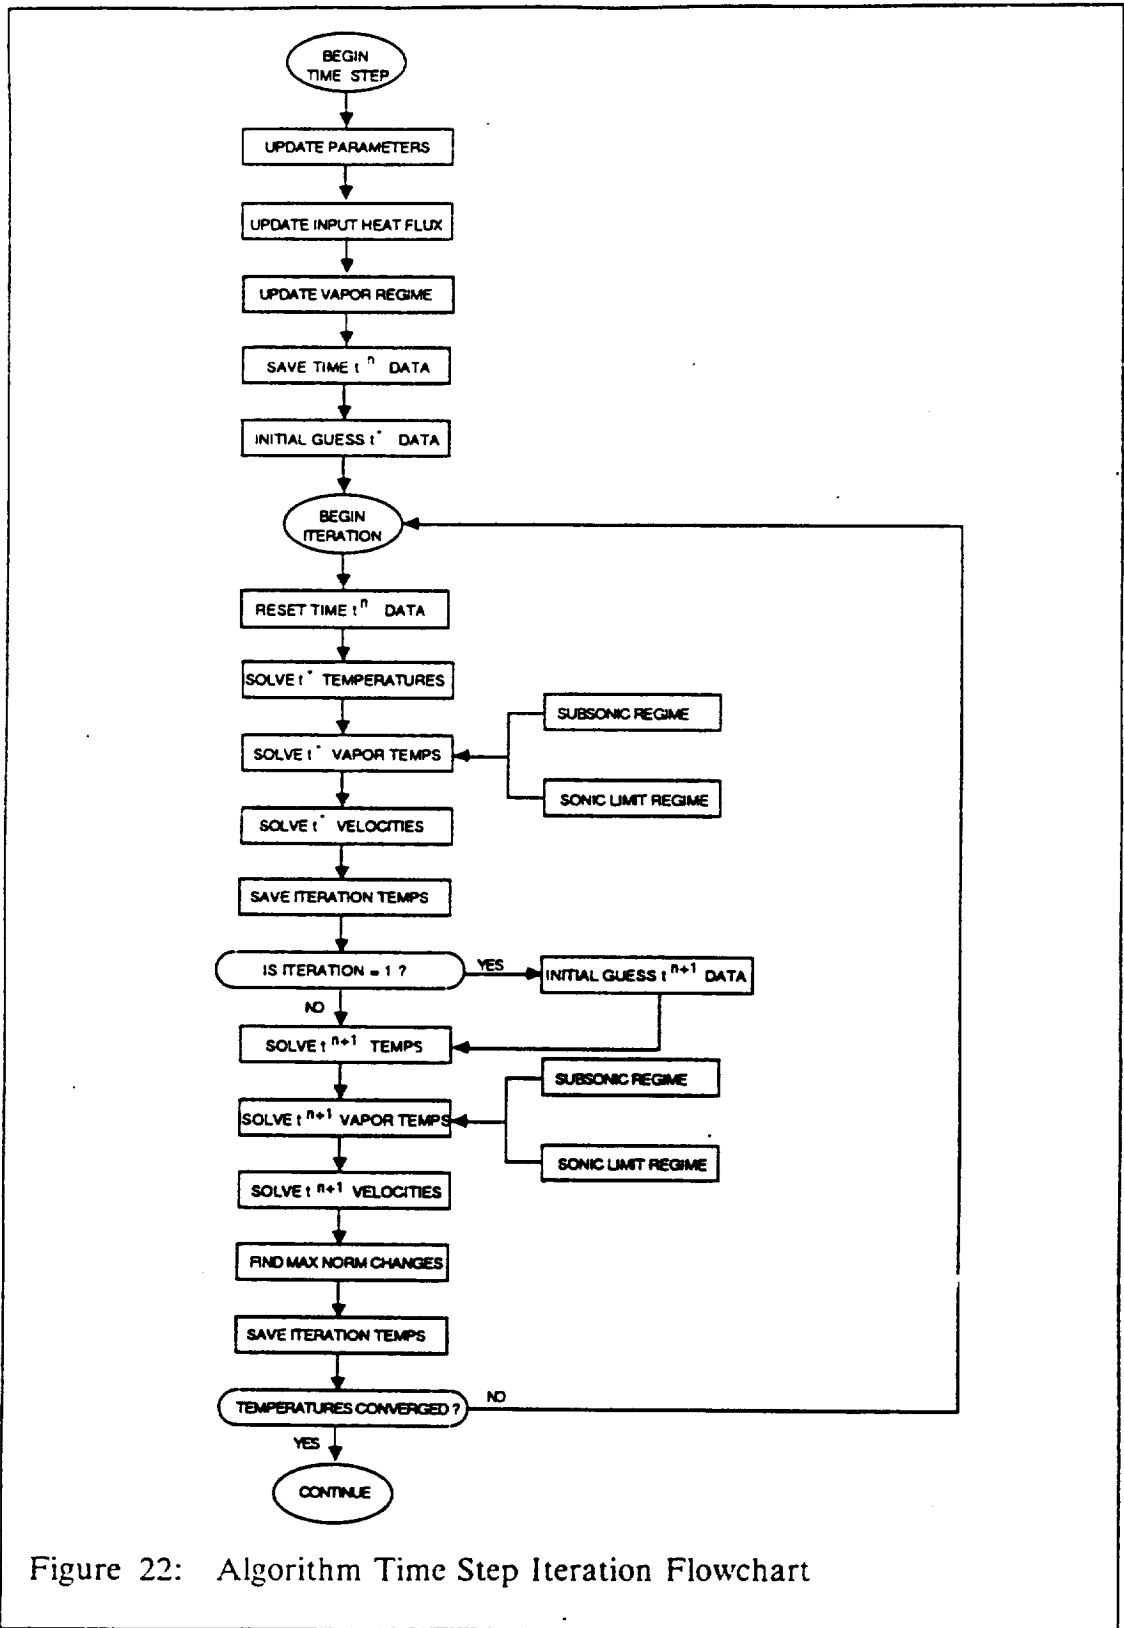 BEGIN
TIME STEP
UPDATE PARAMETERS
UPDATE INPUT HEAT FLUX
UPDATE VAPOR REGIME
SAVE TIME t^n DATA
INITIAL GUESS t^* DATA
BEGIN
ITERATION
RESET TIME t^n DATA
SOLVE t^* TEMPERATURES
SUBSONIC REGIME
SOLVE t^* VAPOR TEMPS
SONIC LIMIT REGIME
SOLVE t^* VELOCITIES
SAVE ITERATION TEMPS
IS ITERATION = 1 ?
YES
INITIAL GUESS t^n+1 DATA
NO
SOLVE t^n+1 TEMPS
SUBSONIC REGIME
SOLVE t^n+1 VAPOR TEMPS
SONIC LIMIT REGIME
SOLVE t^n+1 VELOCITIES
FIND MAX NORM CHANGES
SAVE ITERATION TEMPS
TEMPERATURES CONVERGED ?
NO
YES
CONTINUE
Figure 22: Algorithm Time Step Iteration Flowchart